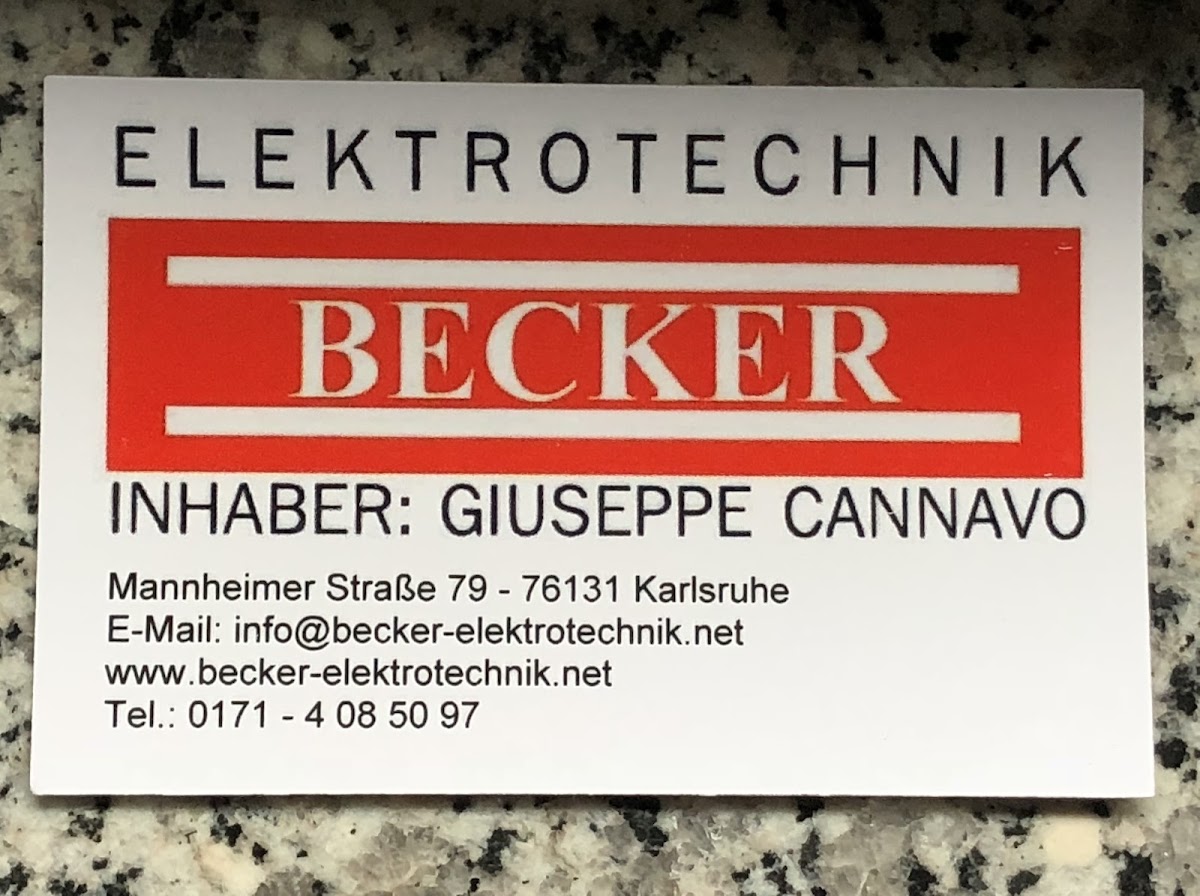 ELEKTROTECHNIK
BECKER
INHABER: GIUSEPPE CANNAVO
Mannheimer Straße 79 - 76131 Karlsruhe
E-Mail: info@becker-elektrotechnik.net
www.becker-elektrotechnik.net
Tel.: 0171 - 4 08 50 97